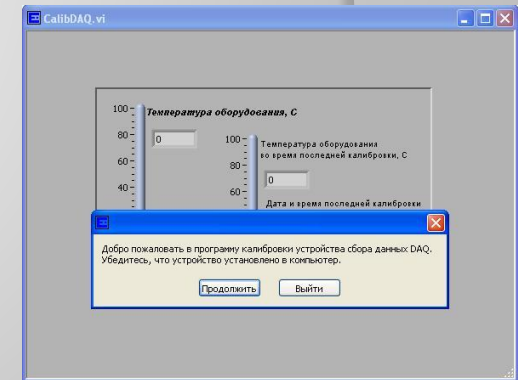 CalibDAQ.vi
100
Температура оборудования, C
80
0
100
Температура оборудования
во время последней калибровки, C
60
80
0
40
60
Дата и время последней калибровки
Добро пожаловать в программу калибровки устройства сбора данных DAQ.
Убедитесь, что устройство установлено в компьютер.
Продолжить
Выйти